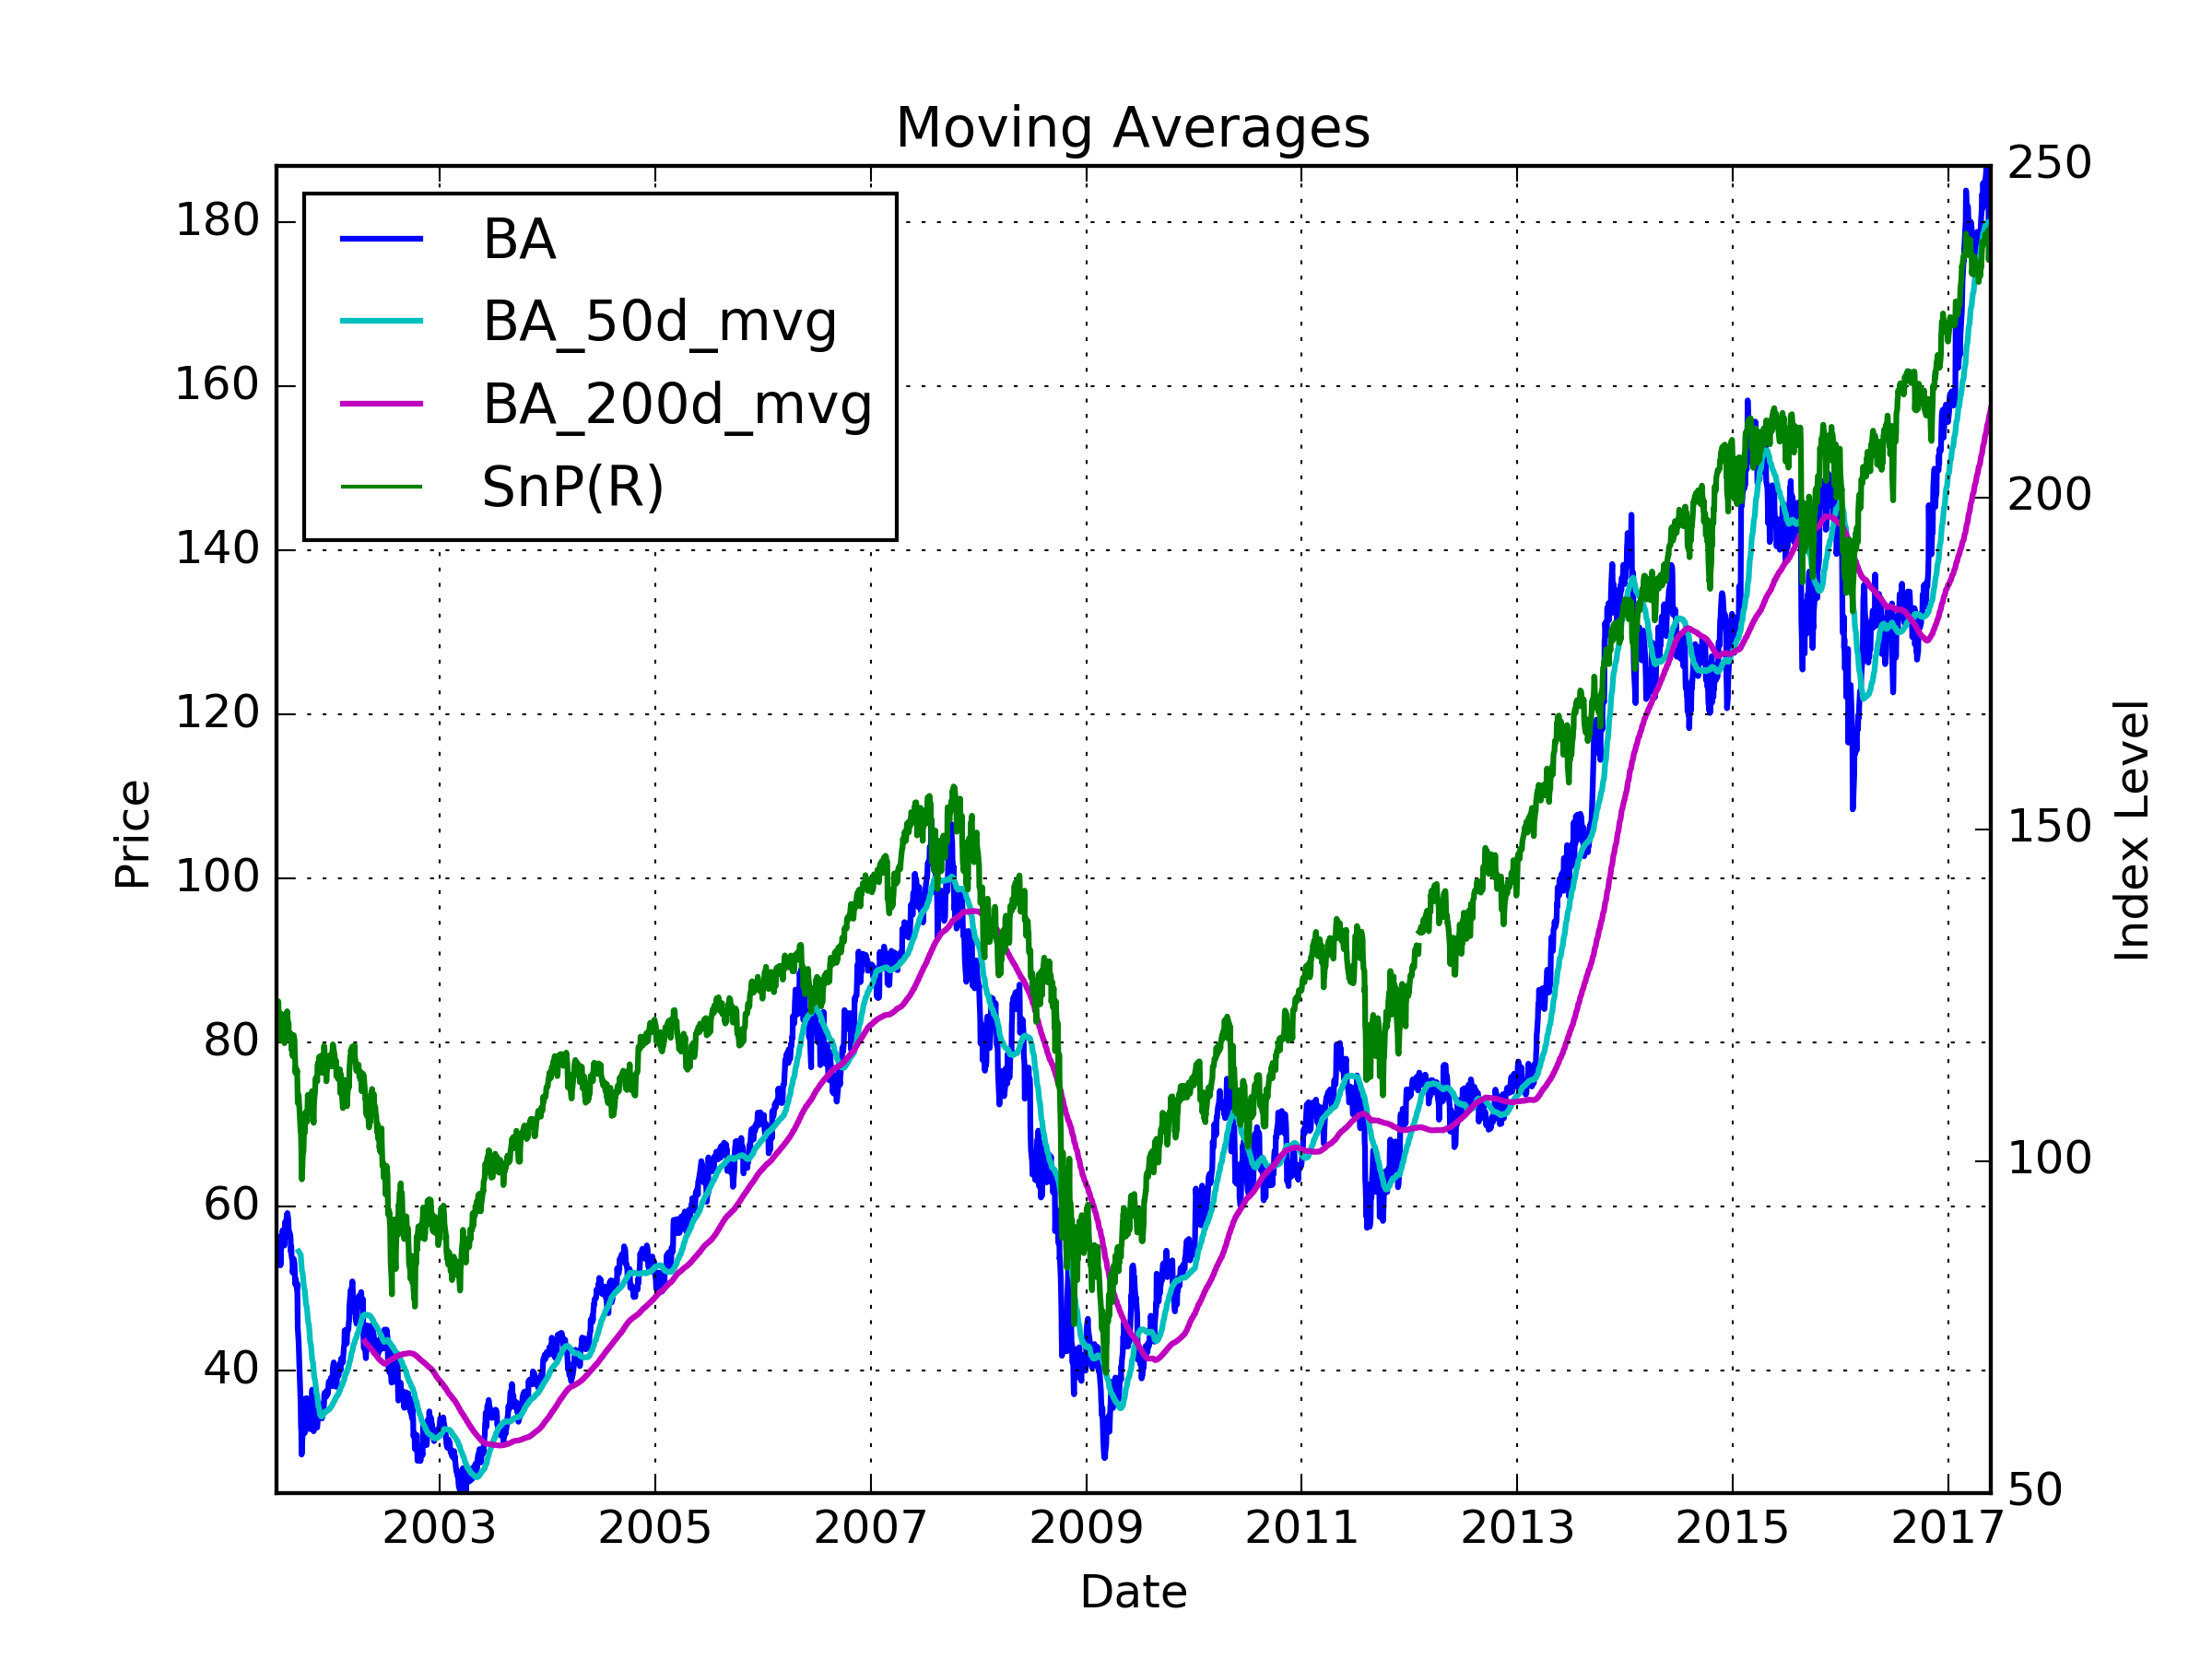 Moving Averages
BA
BA_50d_mvg
BA_200d_mvg
SnP(R)
180
160
140
120
100
80
60
40
Price
250
200
150
100
50
Index Level
2003 2005 2007 2009 2011 2013 2015 2017
Date